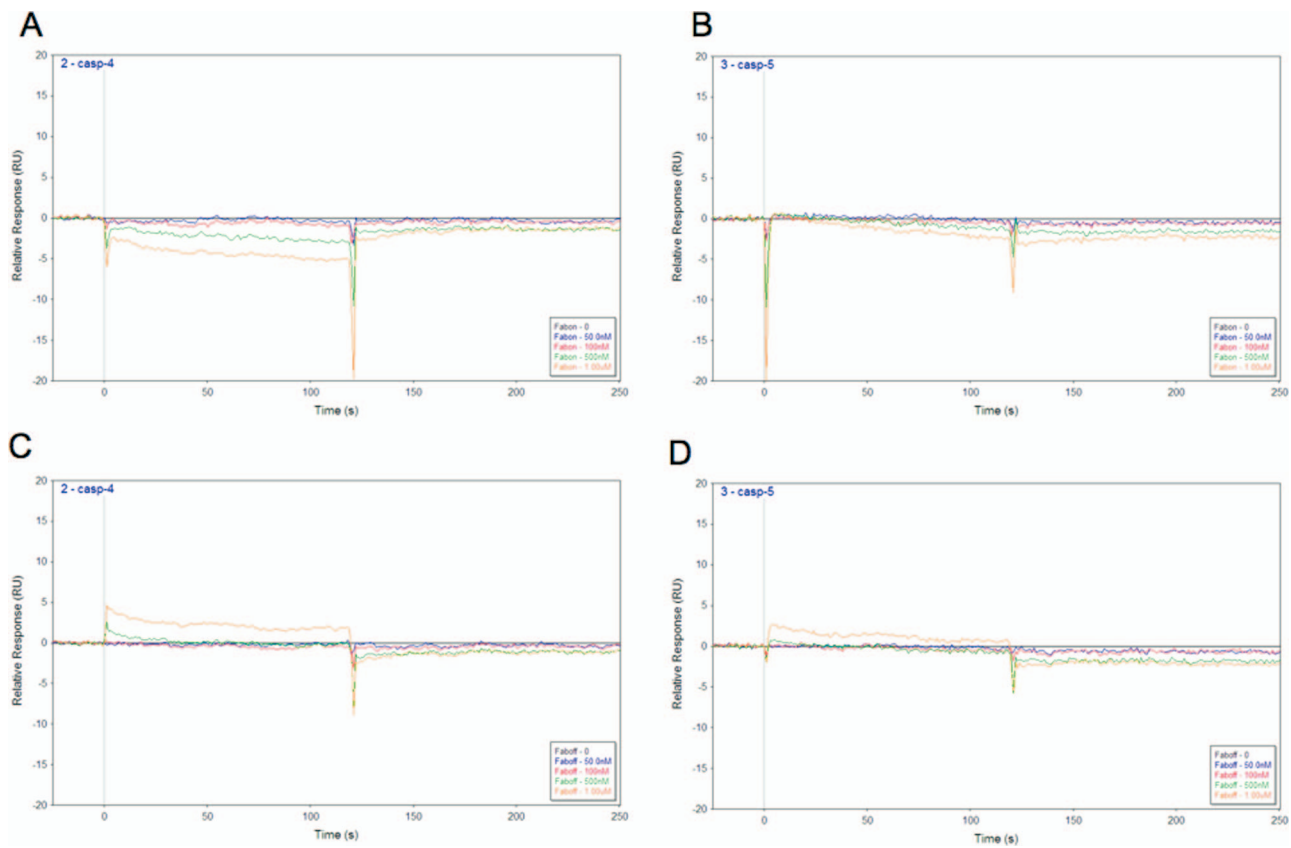 A
20
15
10
5
0
-5
-10
-15
-20
Relative Response (RU)
2 - casp-4
Fabon - 0
Fabon - 50.0nM
Fabon - 100nM
Fabon - 500nM
Fabon - 1.00uM
0
50
100
150
200
250
Time (s)
B
20
15
10
5
0
-5
-10
-15
-20
Relative Response (RU)
3 - casp-5
Fabon - 0
Fabon - 50.0nM
Fabon - 100nM
Fabon - 500nM
Fabon - 1.00uM
0
50
100
150
200
250
Time (s)
C
20
15
10
5
0
-5
-10
-15
-20
Relative Response (RU)
2 - casp-4
Faboff - 0
Faboff - 50.0nM
Faboff - 100nM
Faboff - 500nM
Faboff - 1.00uM
0
50
100
150
200
250
Time (s)
D
20
15
10
5
0
-5
-10
-15
-20
Relative Response (RU)
3 - casp-5
Faboff - 0
Faboff - 50.0nM
Faboff - 100nM
Faboff - 500nM
Faboff - 1.00uM
0
50
100
150
200
250
Time (s)